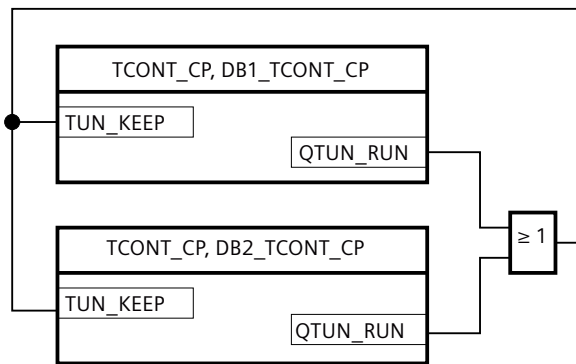 TCONT_CP, DB1_TCONT_CP
TUN_KEEP
QTUN_RUN
≥ 1
TCONT_CP, DB2_TCONT_CP
TUN_KEEP
QTUN_RUN